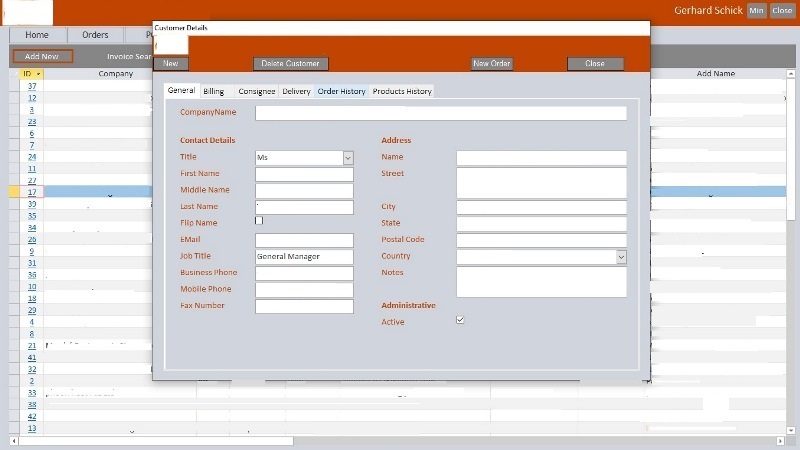 Gerhard Schick Min Close
Home Orders
Add New Invoice Sear
ID Company Add Name
37
12
3
23
6
7
24
11
27
17
39
35
34
26
9
31
36
10
18
29
4
8
21
41
32
2
33
38
42
13
Customer Details
New Delete Customer New Order Close
General Billing Consignee Delivery Order History Products History
CompanyName
Contact Details
Title Ms
First Name
Middle Name
Last Name
Flip Name
EMail
Job Title General Manager
Business Phone
Mobile Phone
Fax Number
Address
Name
Street
City
State
Postal Code
Country
Notes
Administrative
Active